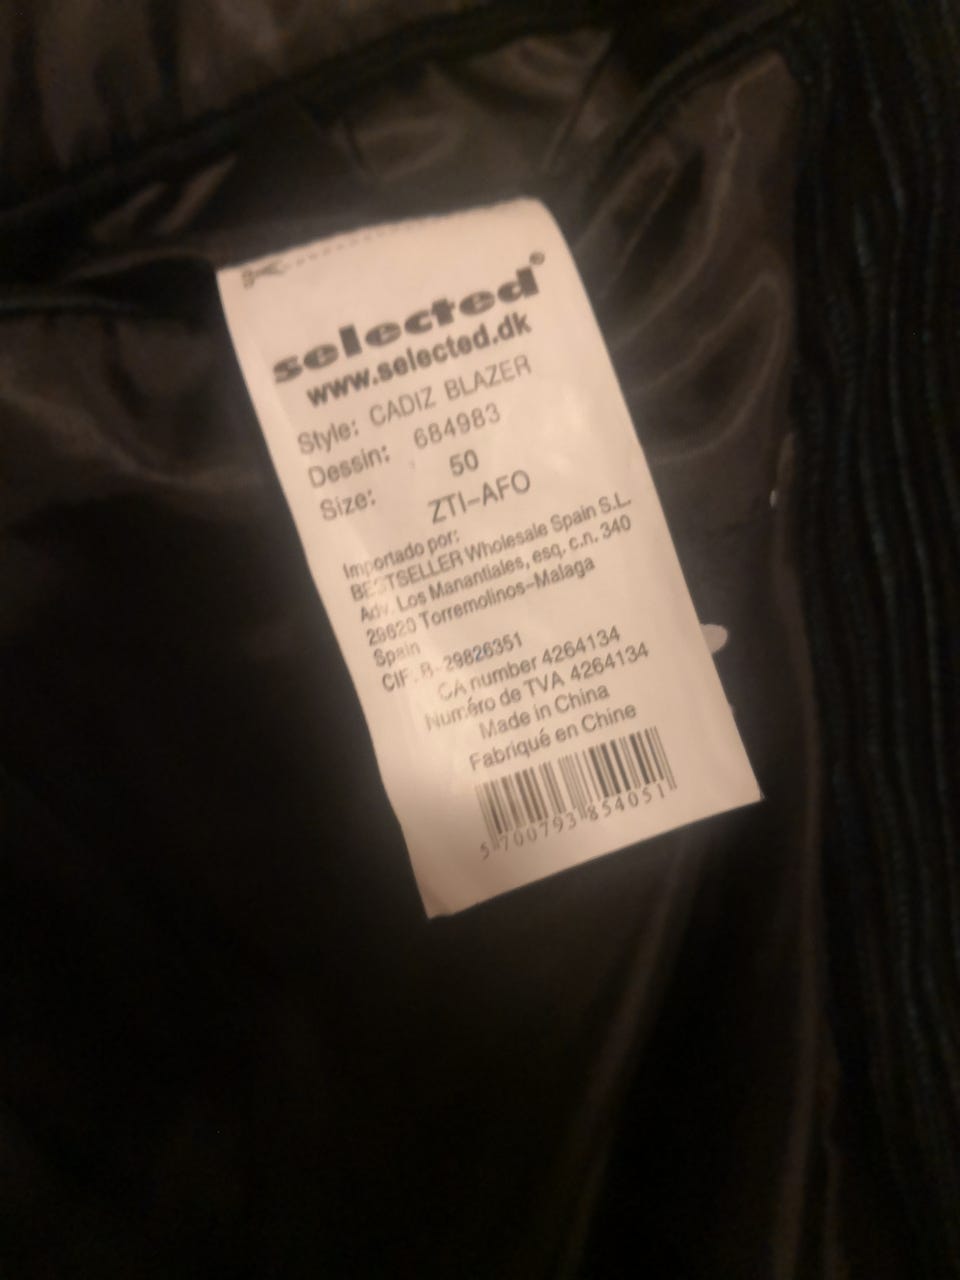 selected®
www.selected.dk
Style: CADIZ BLAZER
Dessin: 684983
Size: 50
ZTI-AFO
Importado por:
BESTSELLER Wholesale Spain S.L.
Adv. Los Manantiales, esq. c.n. 340
29620 Torremolinos-Malaga
Spain
CIF. B-29826351
CA number 4264134
Numéro de TVA 4264134
Made in China
Fabriqué en Chine
5 700793 854051